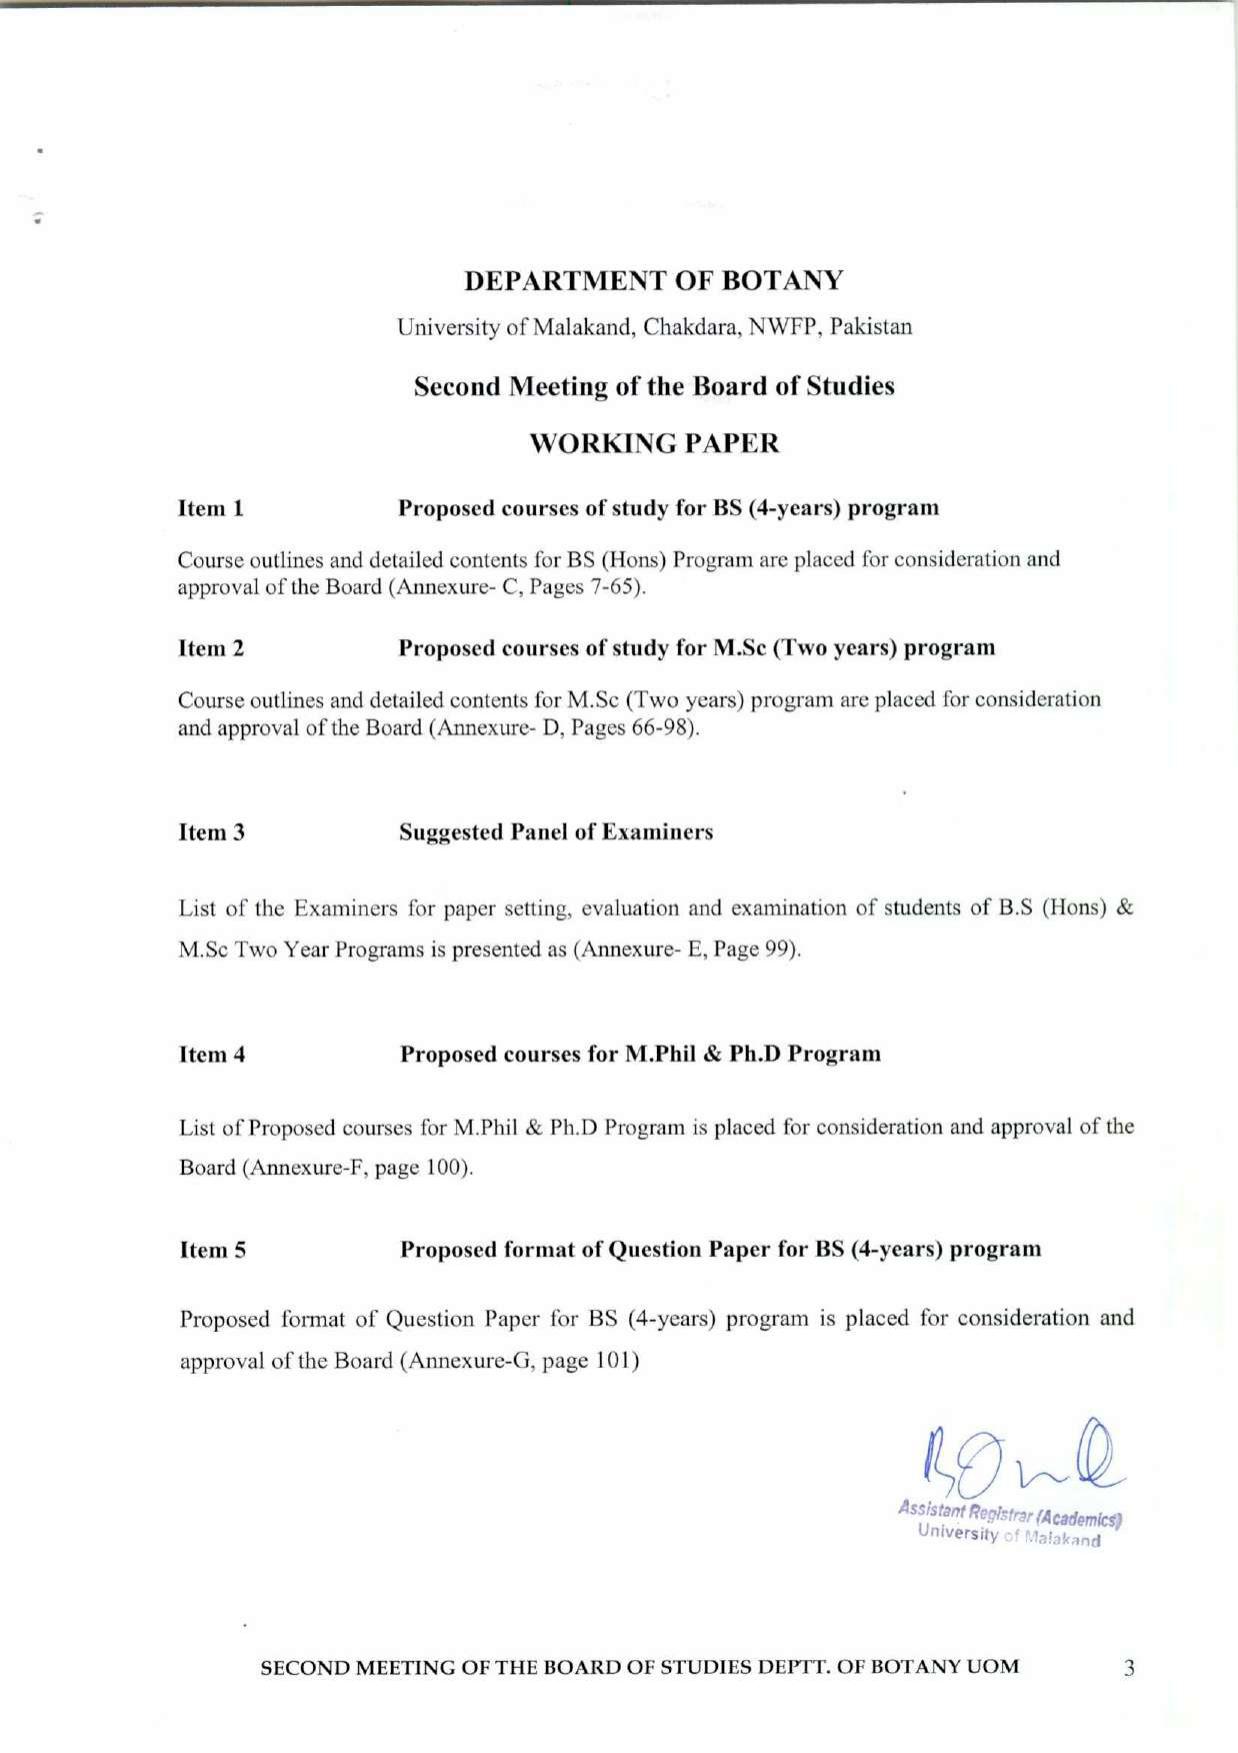 DEPARTMENT OF BOTANY
University of Malakand, Chakdara, NWFP, Pakistan
Second Meeting of the Board of Studies
WORKING PAPER
Item 1 Proposed courses of study for BS (4-years) program
Course outlines and detailed contents for BS (Hons) Program are placed for consideration and
approval of the Board (Annexure- C, Pages 7-65).
Item 2 Proposed courses of study for M.Sc (Two years) program
Course outlines and detailed contents for M.Sc (Two years) program are placed for consideration
and approval of the Board (Annexure- D, Pages 66-98).
Item 3 Suggested Panel of Examiners
List of the Examiners for paper setting, evaluation and examination of students of B.S (Hons) &
M.Sc Two Year Programs is presented as (Annexure- E, Page 99).
Item 4 Proposed courses for M.Phil & Ph.D Program
List of Proposed courses for M.Phil & Ph.D Program is placed for consideration and approval of the
Board (Annexure-F, page 100).
Item 5 Proposed format of Question Paper for BS (4-years) program
Proposed format of Question Paper for BS (4-years) program is placed for consideration and
approval of the Board (Annexure-G, page 101)
Assistant Registrar (Academics)
University of Malakand
SECOND MEETING OF THE BOARD OF STUDIES DEPTT. OF BOTANY UOM 3